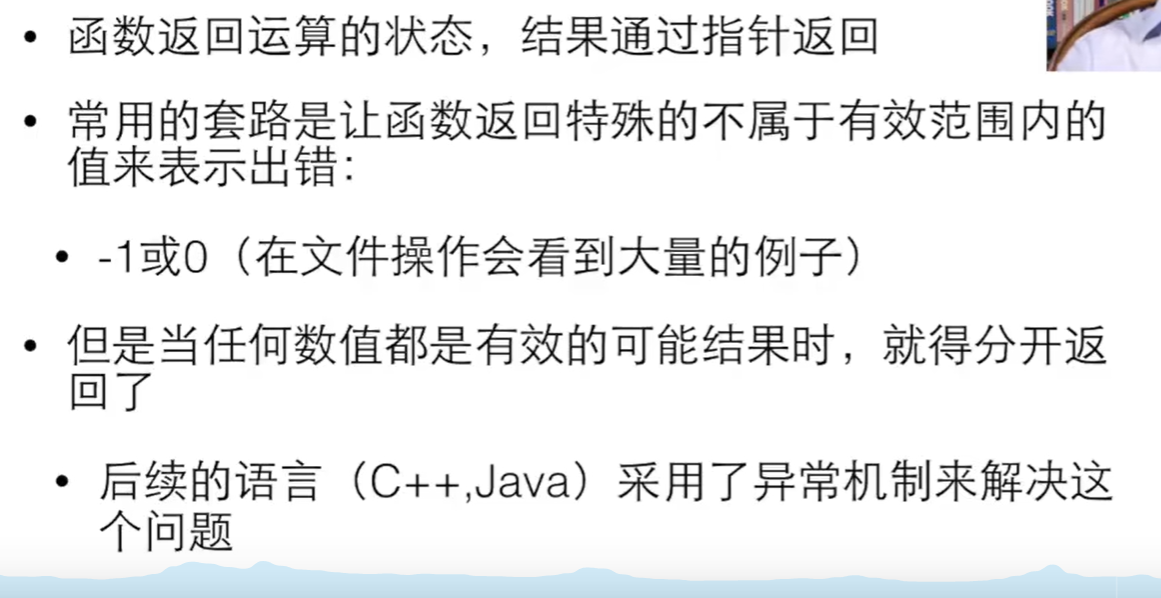 • 函数返回运算的状态，结果通过指针返回
• 常用的套路是让函数返回特殊的不属于有效范围内的
值来表示出错：
• -1或0（在文件操作会看到大量的例子）
• 但是当任何数值都是有效的可能结果时，就得分开返
回了
• 后续的语言（C++,Java）采用了异常机制来解决这
个问题